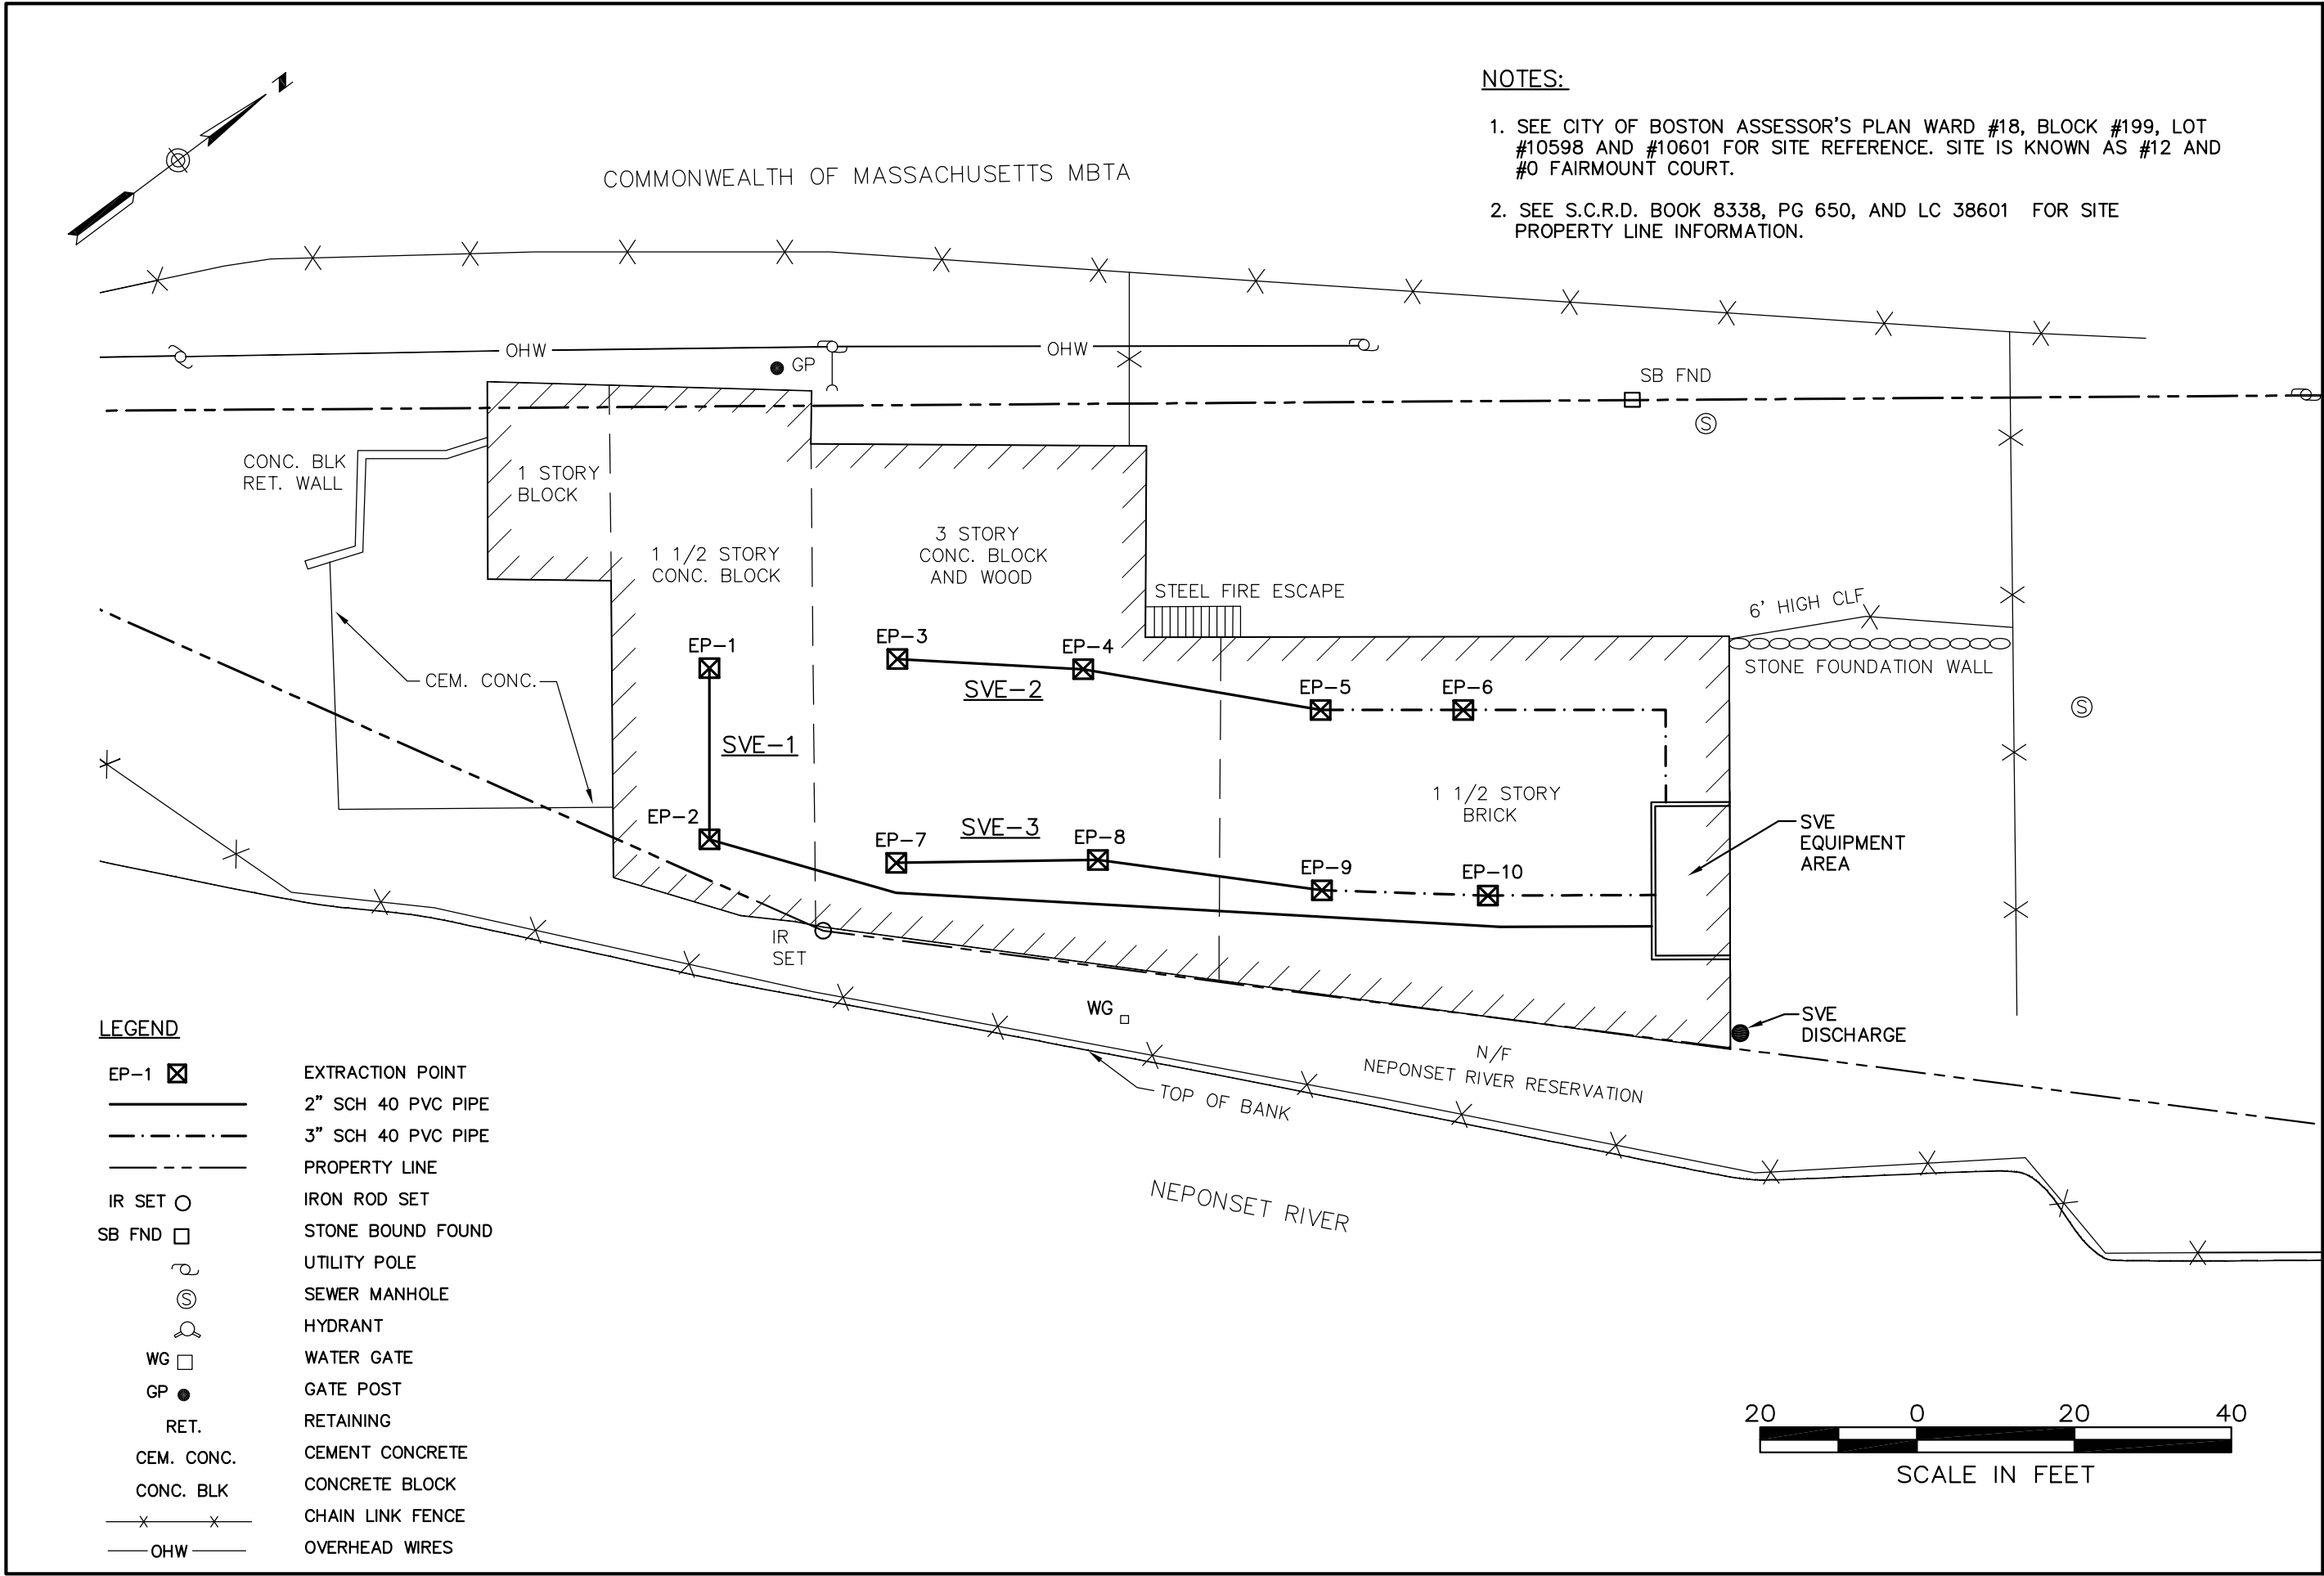 N
NOTES:
1. SEE CITY OF BOSTON ASSESSOR'S PLAN WARD #18, BLOCK #199, LOT
#10598 AND #10601 FOR SITE REFERENCE. SITE IS KNOWN AS #12 AND
#0 FAIRMOUNT COURT.
2. SEE S.C.R.D. BOOK 8338, PG 650, AND LC 38601 FOR SITE
PROPERTY LINE INFORMATION.
COMMONWEALTH OF MASSACHUSETTS MBTA
OHW
OHW
GP
SB FND
S
CONC. BLK
RET. WALL
1 STORY
BLOCK
1 1/2 STORY
CONC. BLOCK
3 STORY
CONC. BLOCK
AND WOOD
STEEL FIRE ESCAPE
6' HIGH CLF
STONE FOUNDATION WALL
S
CEM. CONC.
EP-1
EP-3
EP-4
SVE-2
EP-5
EP-6
SVE-1
EP-2
EP-7
SVE-3
EP-8
EP-9
EP-10
1 1/2 STORY
BRICK
SVE
EQUIPMENT
AREA
IR
SET
WG
SVE
DISCHARGE
N/F
NEPONSET RIVER RESERVATION
TOP OF BANK
NEPONSET RIVER
LEGEND
EP-1 EXTRACTION POINT
2" SCH 40 PVC PIPE
3" SCH 40 PVC PIPE
PROPERTY LINE
IR SET IRON ROD SET
SB FND STONE BOUND FOUND
UTILITY POLE
S SEWER MANHOLE
HYDRANT
WG WATER GATE
GP GATE POST
RET. RETAINING
CEM. CONC. CEMENT CONCRETE
CONC. BLK CONCRETE BLOCK
CHAIN LINK FENCE
OHW OVERHEAD WIRES
20 0 20 40
SCALE IN FEET